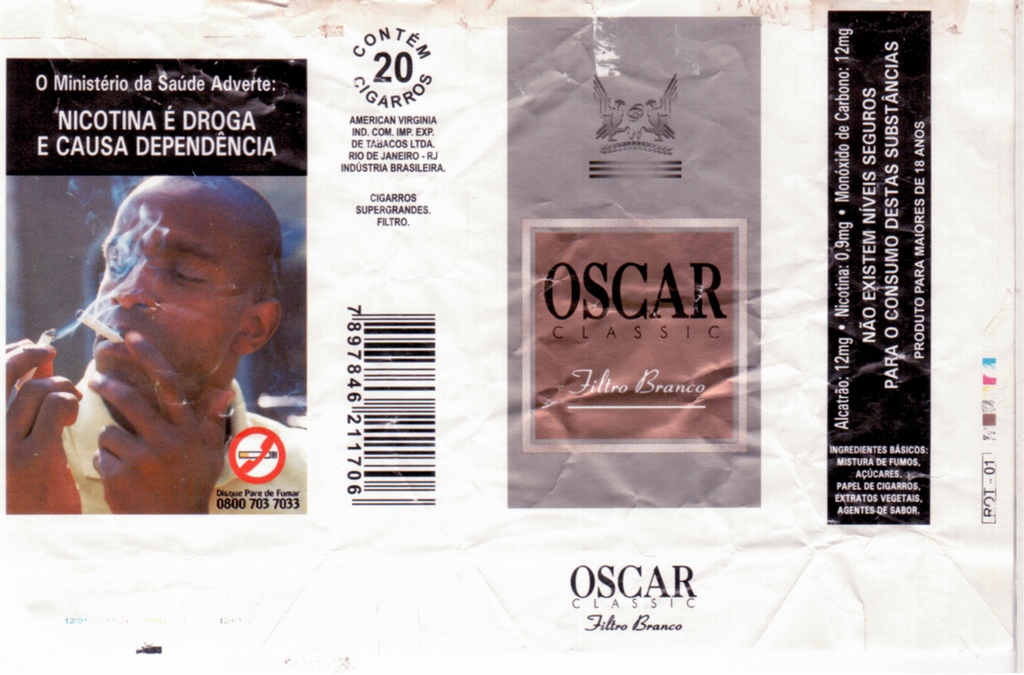 O Ministério da Saúde Adverte:
NICOTINA É DROGA
E CAUSA DEPENDÊNCIA
Disque Pare de Fumar
0800 703 7033
CONTÉM
20
CIGARROS
AMERICAN VIRGINIA
IND. COM. IMP. EXP.
DE TABACOS LTDA.
RIO DE JANEIRO - RJ
INDÚSTRIA BRASILEIRA.
CIGARROS
SUPERGRANDES.
FILTRO.
7897846211706
OSCAR
CLASSIC
Filtro Branco
OSCAR
CLASSIC
Filtro Branco
Alcatrão: 12mg • Nicotina: 0,9mg • Monóxido de Carbono: 12mg
NÃO EXISTEM NÍVEIS SEGUROS
PARA O CONSUMO DESTAS SUBSTÂNCIAS
PRODUTO PARA MAIORES DE 18 ANOS
INGREDIENTES BÁSICOS:
MISTURA DE FUMOS,
AÇÚCARES,
PAPEL DE CIGARROS,
EXTRATOS VEGETAIS,
AGENTES DE SABOR.
ROT - 01